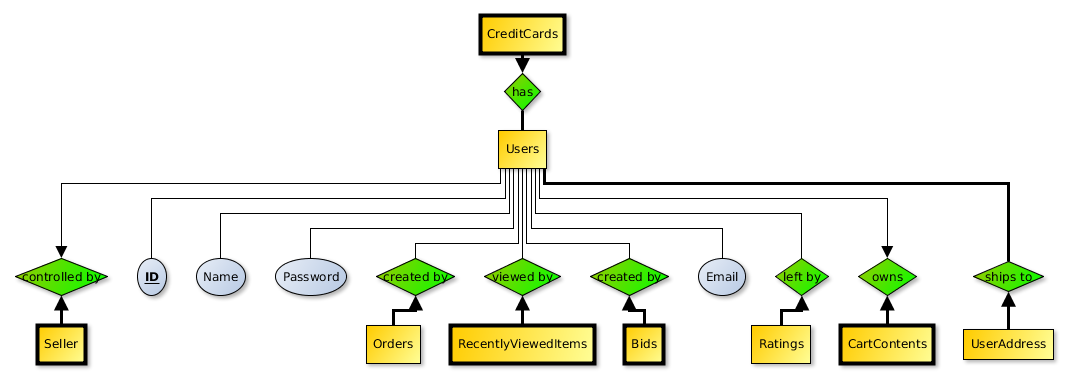 CreditCards
has
Users
controlled by
ID
Name
Password
created by
viewed by
created by
Email
left by
owns
ships to
Seller
Orders
RecentlyViewedItems
Bids
Ratings
CartContents
UserAddress